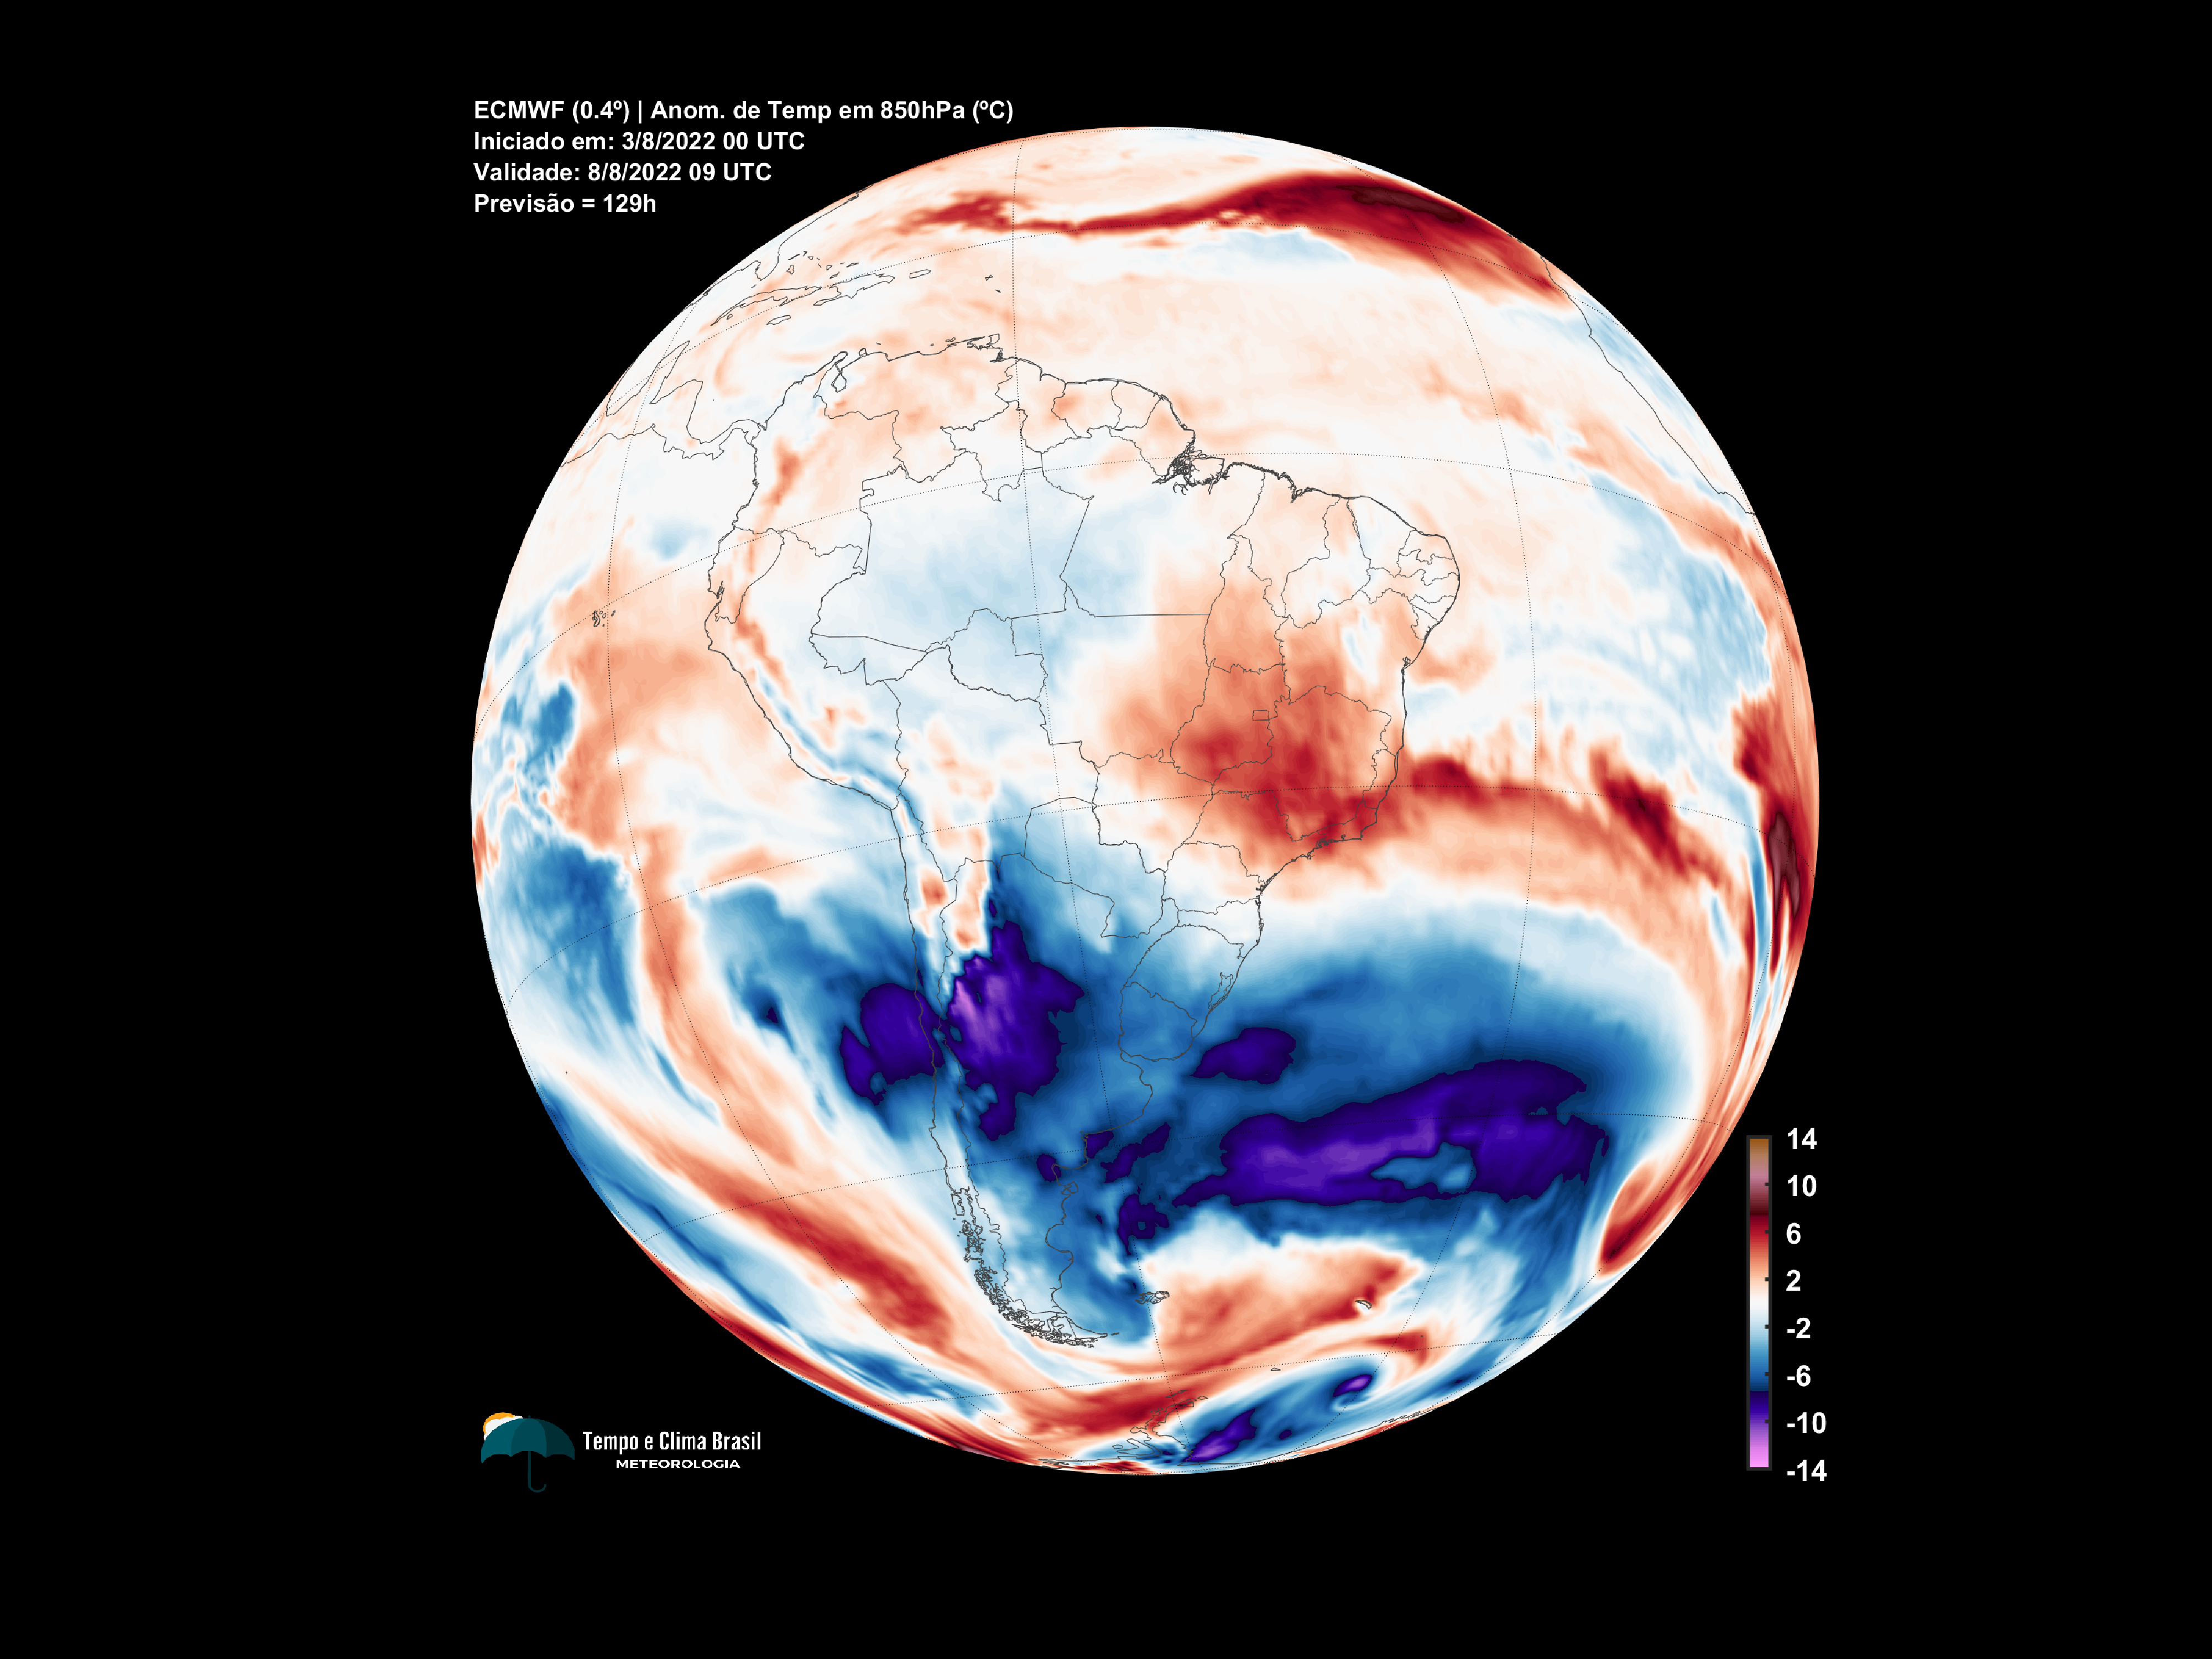 ECMWF (0.4º) | Anom. de Temp em 850hPa (ºC)
Iniciado em: 3/8/2022 00 UTC
Validade: 8/8/2022 09 UTC
Previsão = 129h
14
10
6
2
-2
-6
-10
-14
Tempo e Clima Brasil
METEOROLOGIA